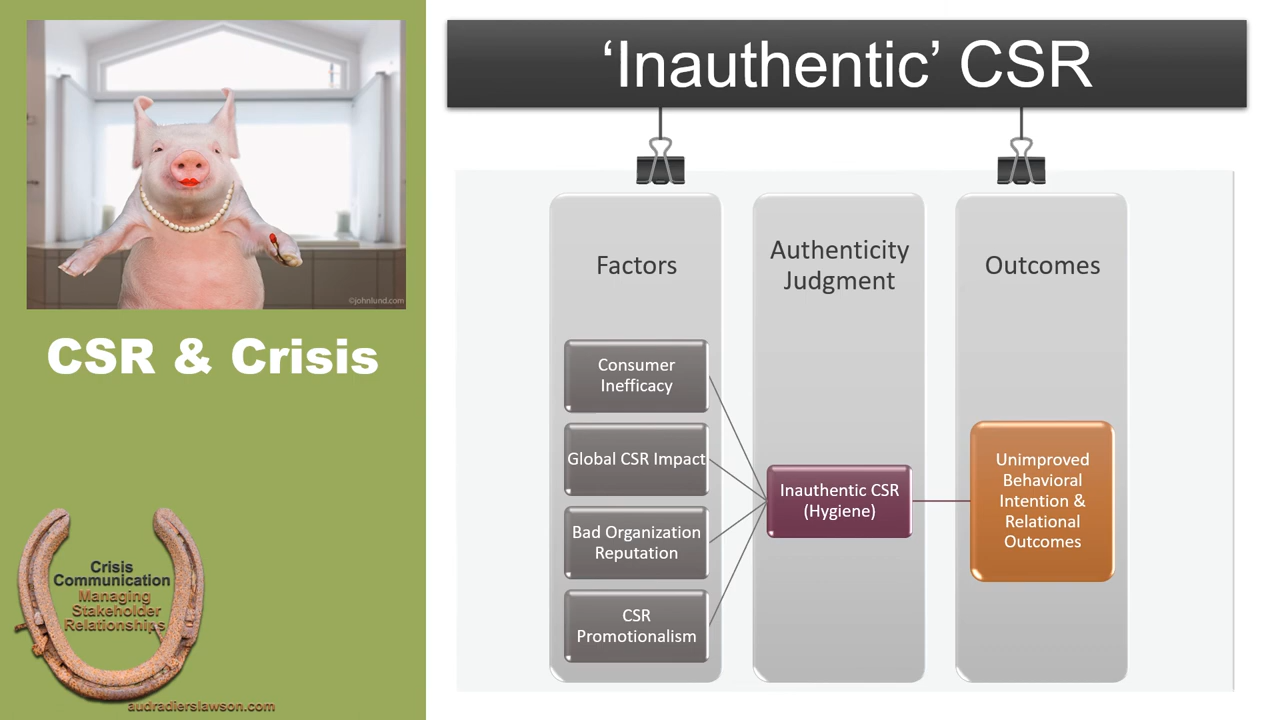 ©johnlund.com
CSR & Crisis
Crisis
Communication
Managing
Stakeholder
Relationships
audradierslawson.com
‘Inauthentic’ CSR
Factors
Consumer
Inefficacy
Global CSR Impact
Bad Organization
Reputation
CSR
Promotionalism
Authenticity
Judgment
Inauthentic CSR
(Hygiene)
Outcomes
Unimproved
Behavioral
Intention &
Relational
Outcomes